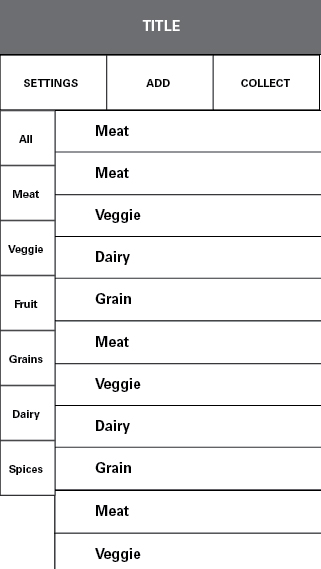 TITLE
SETTINGS
ADD
COLLECT
All
Meat
Veggie
Fruit
Grains
Dairy
Spices
Meat
Meat
Veggie
Dairy
Grain
Meat
Veggie
Dairy
Grain
Meat
Veggie